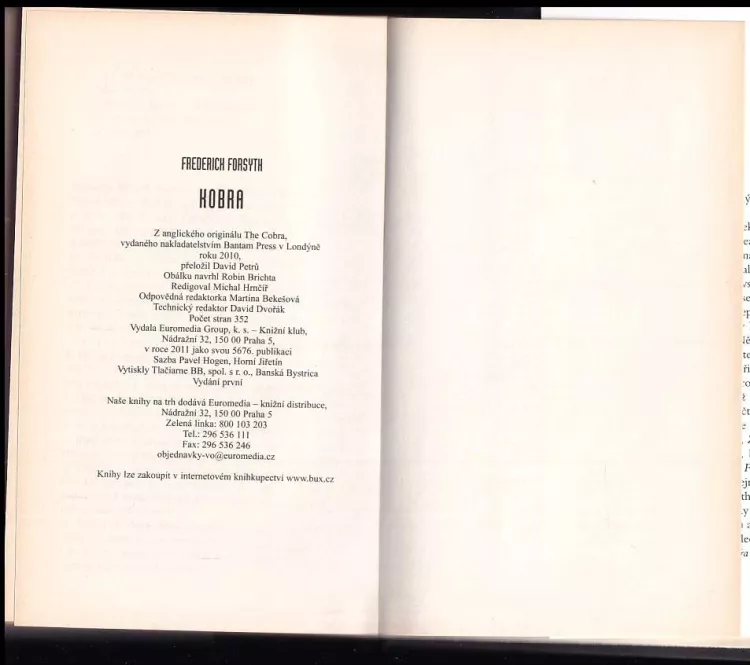 FREDERICH FORSYTH
KOBRA
Z anglického originálu The Cobra,
vydaného nakladatelstvím Bantam Press v Londýně
roku 2010,
přeložil David Petrů
Obálku navrhl Robin Brichta
Redigoval Michal Hrnčíř
Odpovědná redaktorka Martina Bekešová
Technický redaktor David Dvořák
Počet stran 352
Vydala Euromedia Group, k. s. – Knižní klub,
Nádražní 32, 150 00 Praha 5,
v roce 2011 jako svou 5676. publikaci
Sazba Pavel Hogen, Horní Jiřetín
Vytiskly Tlačiarne BB, spol. s r. o., Banská Bystrica
Vydání první
Naše knihy na trh dodává Euromedia – knižní distribuce,
Nádražní 32, 150 00 Praha 5
Zelená linka: 800 103 203
Tel.: 296 536 111
Fax: 296 536 246
objednavky-vo@euromedia.cz
Knihy lze zakoupit v internetovém knihkupectví www.bux.cz